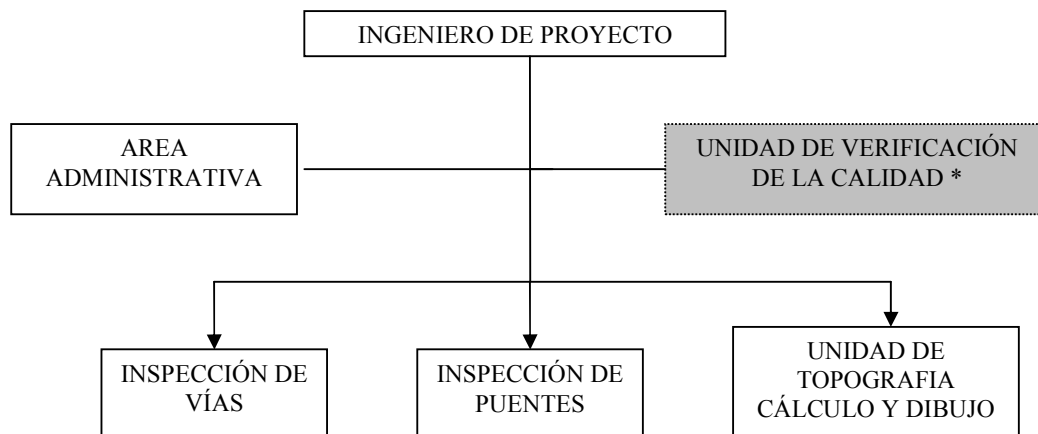 INGENIERO DE PROYECTO
AREA
ADMINISTRATIVA
UNIDAD DE VERIFICACIÓN
DE LA CALIDAD *
INSPECCIÓN DE
VÍAS
INSPECCIÓN DE
PUENTES
UNIDAD DE
TOPOGRAFIA
CÁLCULO Y DIBUJO